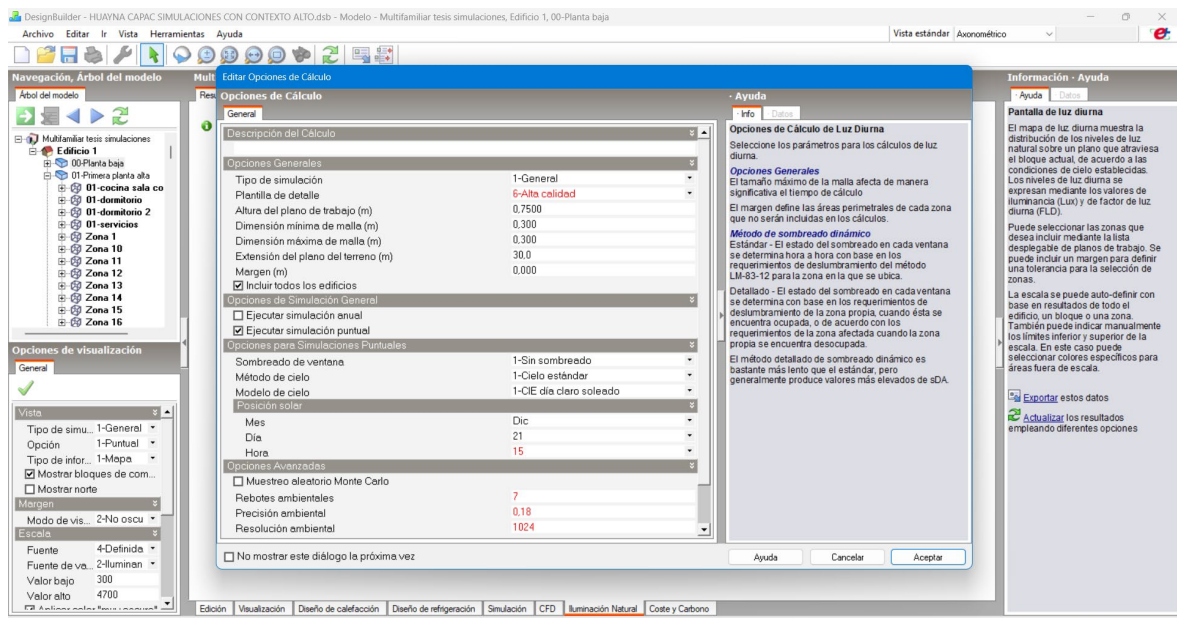 DesignBuilder - HUAYNA CAPAC SIMULACIONES CON CONTEXTO ALTO.dsb - Modelo - Multifamiliar tesis simulaciones, Edificio 1, 00-Planta baja
Archivo Editar Ir Vista Herramientas Ayuda
Vista estándar Axonométrico
Navegación, Árbol del modelo
Árbol del modelo
Multifamiliar tesis simulaciones
Edificio 1
00-Planta baja
01-Primera planta alta
01-cocina sala co
01-dormitorio
01-dormitorio 2
01-servicios
Zona 1
Zona 10
Zona 11
Zona 12
Zona 13
Zona 14
Zona 15
Zona 16
Opciones de visualización
General
Vista
Tipo de simu... 1-General
Opción 1-Puntual
Tipo de infor... 1-Mapa
Mostrar bloques de com...
Mostrar norte
Margen
Modo de vis... 2-No oscu
Escala
Fuente 4-Definida
Fuente de va... 2-Iluminan
Valor bajo 300
Valor alto 4700
Mult
Resu
Editar Opciones de Cálculo
Opciones de Cálculo
General
Descripción del Cálculo
Opciones Generales
Tipo de simulación 1-General
Plantilla de detalle 6-Alta calidad
Altura del plano de trabajo (m) 0,7500
Dimensión mínima de malla (m) 0,300
Dimensión máxima de malla (m) 0,300
Extensión del plano del terreno (m) 30,0
Margen (m) 0,000
Incluir todos los edificios
Opciones de Simulación General
Ejecutar simulación anual
Ejecutar simulación puntual
Opciones para Simulaciones Puntuales
Sombreado de ventana 1-Sin sombreado
Método de cielo 1-Cielo estándar
Modelo de cielo 1-CIE día claro soleado
Posición solar
Mes Dic
Día 21
Hora 15
Opciones Avanzadas
Muestreo aleatorio Monte Carlo
Rebotes ambientales 7
Precisión ambiental 0,18
Resolución ambiental 1024
No mostrar este diálogo la próxima vez
· Ayuda
· Info Datos
Opciones de Cálculo de Luz Diurna
Seleccione los parámetros para los cálculos de luz
diurna.
Opciones Generales
El tamaño máximo de la malla afecta de manera
significativa el tiempo de cálculo
El margen define las áreas perimetrales de cada zona
que no serán incluidas en los cálculos.
Método de sombreado dinámico
Estándar - El estado del sombreado en cada ventana
se determina hora a hora con base en los
requerimientos de deslumbramiento del método
LM-83-12 para la zona en la que se ubica.
Detallado - El estado del sombreado en cada ventana
se determina con base en los requerimientos de
deslumbramiento de la zona propia, cuando ésta se
encuentra ocupada, o de acuerdo con los
requerimientos de la zona afectada cuando la zona
propia se encuentra desocupada.
El método detallado de sombreado dinámico es
bastante más lento que el estándar, pero
generalmente produce valores más elevados de sDA.
Ayuda Cancelar Aceptar
Información - Ayuda
· Ayuda · Datos
Pantalla de luz diurna
El mapa de luz diurna muestra la
distribución de los niveles de luz
natural sobre un plano que atraviesa
el bloque actual, de acuerdo a las
condiciones de cielo establecidas.
Los niveles de luz diurna se
expresan mediante los valores de
iluminancia (Lux) y de factor de luz
diurna (FLD).
Puede seleccionar las zonas que
desea incluir mediante la lista
desplegable de planos de trabajo. Se
puede incluir un margen para definir
una tolerancia para la selección de
zonas.
La escala se puede auto-definir con
base en resultados de todo el
edificio, un bloque o una zona.
También puede indicar manualmente
los límites inferior y superior de la
escala. En este caso puede
seleccionar colores específicos para
áreas fuera de escala.
Exportar estos datos
Actualizar los resultados
empleando diferentes opciones
Edición Visualización Diseño de calefacción Diseño de refrigeración Simulación CFD Iluminación Natural Coste y Carbono